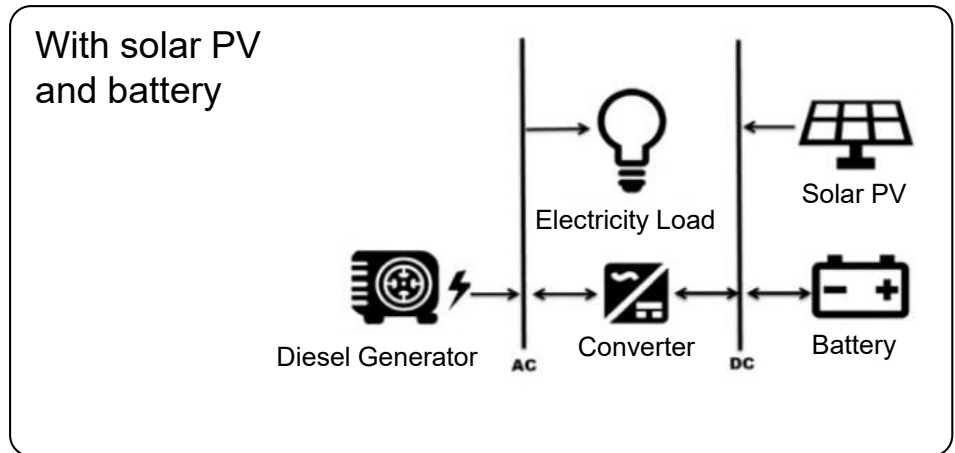 With solar PV
and battery
Electricity Load
Solar PV
Diesel Generator
AC
Converter
DC
Battery